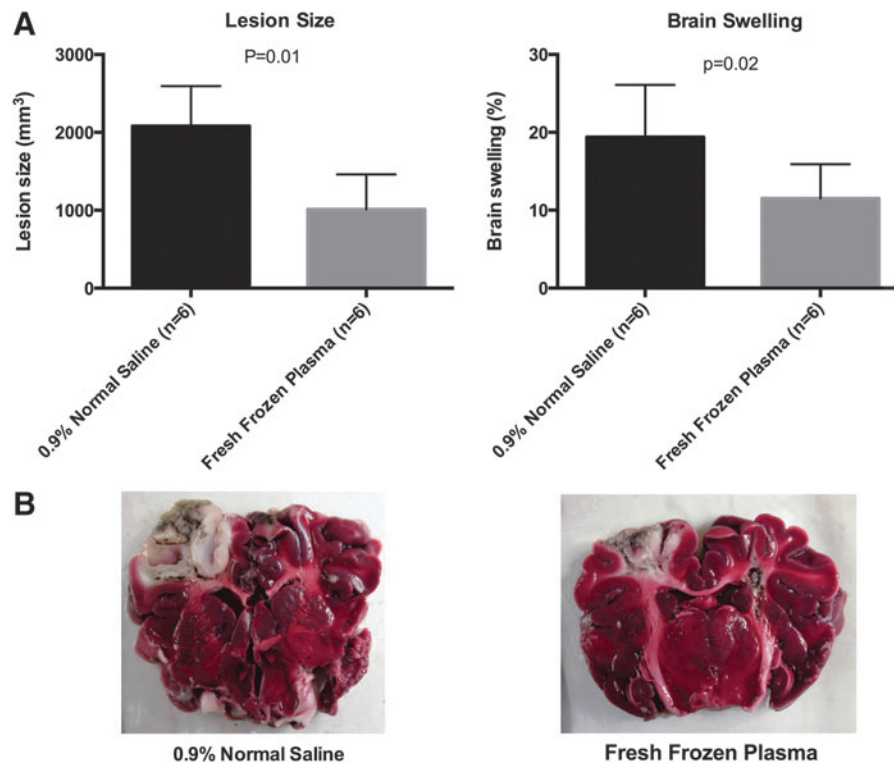 A
Lesion Size
P=0.01
Lesion size (mm³)
3000
2000
1000
0
0.9% Normal Saline (n=6)
Fresh Frozen Plasma (n=6)
Brain Swelling
p=0.02
Brain swelling (%)
30
20
10
0
0.9% Normal Saline (n=6)
Fresh Frozen Plasma (n=6)
B
0.9% Normal Saline
Fresh Frozen Plasma